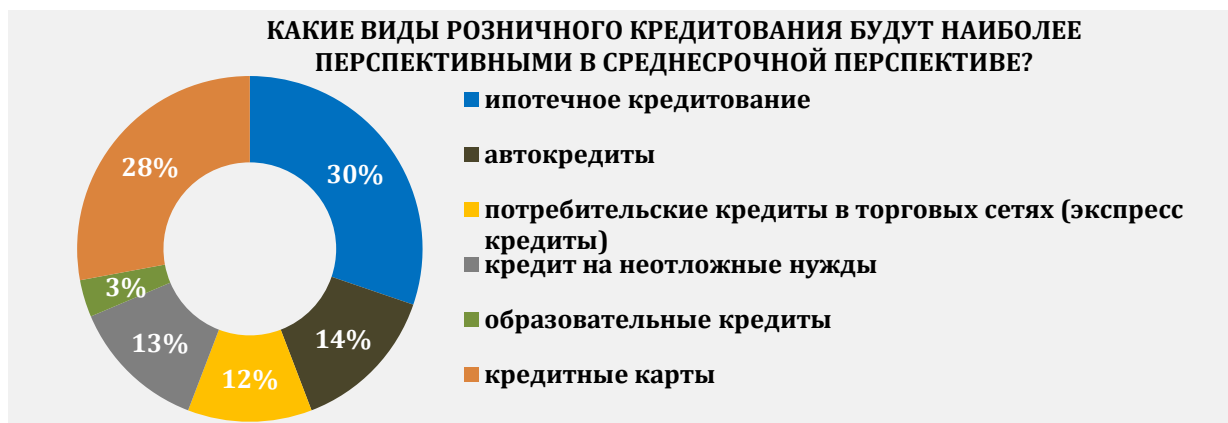 КАКИЕ ВИДЫ РОЗНИЧНОГО КРЕДИТОВАНИЯ БУДУТ НАИБОЛЕЕ
ПЕРСПЕКТИВНЫМИ В СРЕДНЕСРОЧНОЙ ПЕРСПЕКТИВЕ?
30%
14%
12%
13%
3%
28%
ипотечное кредитование
автокредиты
потребительские кредиты в торговых сетях (экспресс
кредиты)
кредит на неотложные нужды
образовательные кредиты
кредитные карты